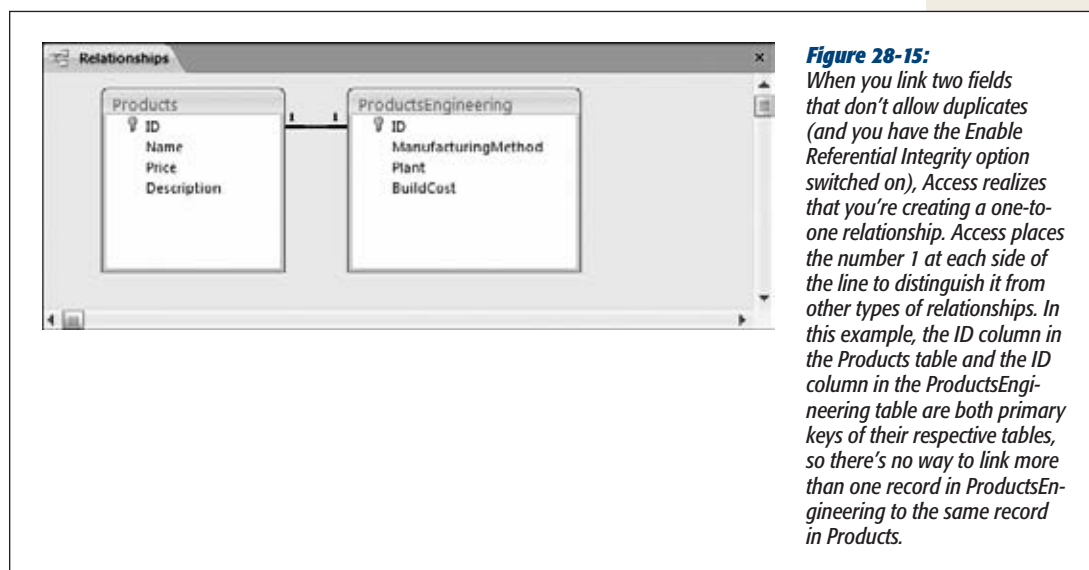 Relationships
Products
ID
Name
Price
Description
1 1
ProductsEngineering
ID
ManufacturingMethod
Plant
BuildCost
Figure 28-15:
When you link two fields
that don't allow duplicates
(and you have the Enable
Referential Integrity option
switched on), Access realizes
that you're creating a one-to-
one relationship. Access places
the number 1 at each side of
the line to distinguish it from
other types of relationships. In
this example, the ID column in
the Products table and the ID
column in the ProductsEngi-
neering table are both primary
keys of their respective tables,
so there's no way to link more
than one record in ProductsEn-
gineering to the same record
in Products.